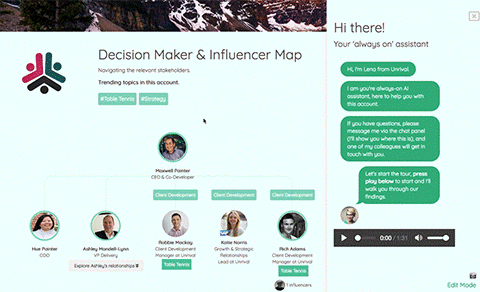 Decision Maker & Influencer Map
Navigating the relevant stakeholders.
Trending topics in this account.
#Table Tennis #Strategy
Maxwell Painter
CEO & Co-Developer
Client Development Client Development Client Development
Hue Painter
COO
Ashley Mandell-Lynn
VP Delivery
Explore Ashley's relationships
Robbie Mackay
Client Development
Manager at Unrival
Table Tennis
Katie Norris
Growth & Strategic
Relationships
Lead at Unrival
Rich Adams
Client Development
Manager at Unrival
Table Tennis
1 Influencers
Hi there!
Your 'always on' assistant
Hi, I'm Lena from Unrival.
I am you're always-on AI
assistant, here to help you with
this account.
If you have questions, please
message me via the chat panel
(I'll show you where this is), and
one of my colleagues will get in
touch with you.
Let's start the tour, press
play below to start and I'll
walk you through our
findings.
0:00 / 1:31
Edit Mode